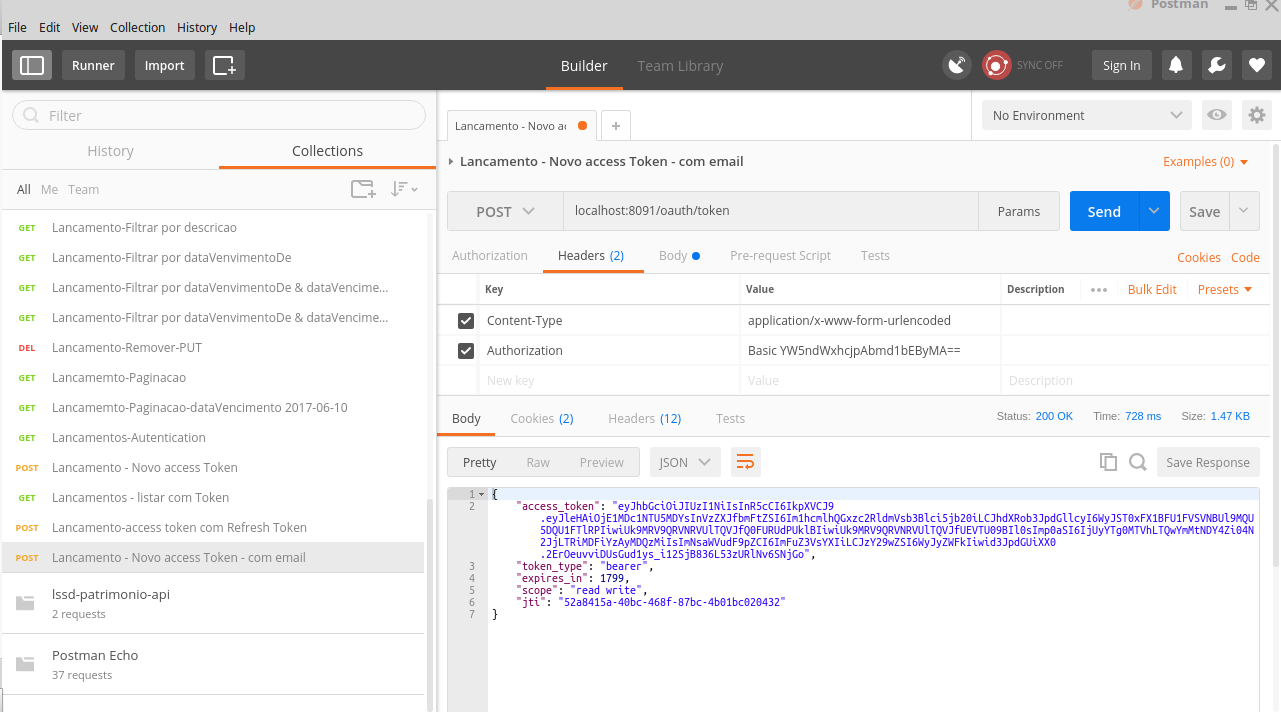 Postman
File Edit View Collection History Help
Runner Import Builder Team Library SYNC OFF Sign In
Filter
History Collections
All Me Team
GET Lancamento-Filtrar por descricao
GET Lancamento-Filtrar por dataVenvimentoDe
GET Lancamento-Filtrar por dataVenvimentoDe & dataVencime...
GET Lancamento-Filtrar por dataVenvimentoDe & dataVencime...
DEL Lancamento-Remover-PUT
GET Lancamemto-Paginacao
GET Lancamemto-Paginacao-dataVencimento 2017-06-10
GET Lancamentos-Autentication
POST Lancamento - Novo access Token
GET Lancamentos - listar com Token
POST Lancamento-access token com Refresh Token
POST Lancamento - Novo access Token - com email
lssd-patrimonio-api
2 requests
Postman Echo
37 requests
Lancamento - Novo ac +
No Environment
Lancamento - Novo access Token - com email
Examples (0)
POST localhost:8091/oauth/token Params Send Save
Authorization Headers (2) Body Pre-request Script Tests Cookies Code
Key Value Description ••• Bulk Edit Presets
Content-Type application/x-www-form-urlencoded
Authorization Basic YW5ndWxhcjpAbmd1bEByMA==
New key Value Description
Body Cookies (2) Headers (12) Tests Status: 200 OK Time: 728 ms Size: 1.47 KB
Pretty Raw Preview JSON Save Response
1 {
2 "access_token": "eyJhbGciOiJIUzI1NiIsInR5cCI6IkpXVCJ9
3 "token_type": "bearer",
4 "expires_in": 1799,
5 "scope": "read write",
6 "jti": "52a8415a-40bc-468f-87bc-4b01bc020432"
7 }